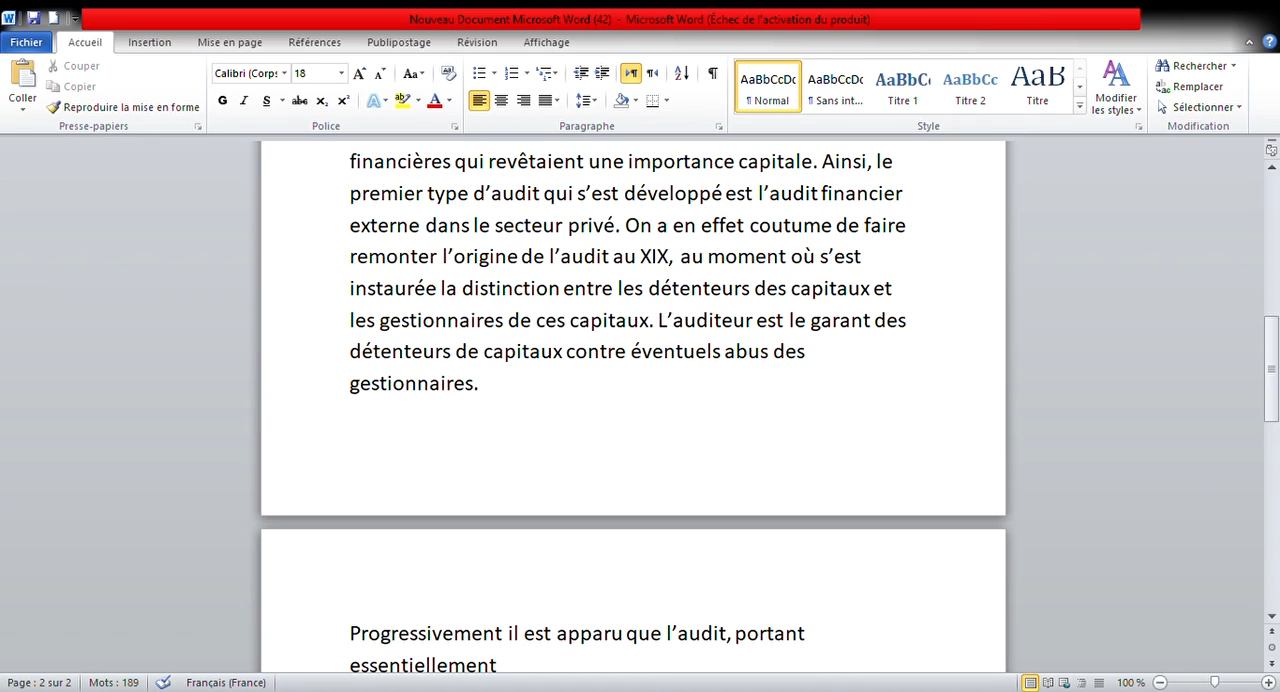 Nouveau Document Microsoft Word (42) - Microsoft Word (Échec de l'activation du produit)
Fichier Accueil Insertion Mise en page Références Publipostage Révision Affichage
Coller
Couper
Copier
Reproduire la mise en forme
Presse-papiers
Calibri (Corps 18
G I S abc x₂ x²
Police
Paragraphe
AaBbCcDc AaBbCcDc AaBbC AaBbCc AaB
¶ Normal ¶ Sans int... Titre 1 Titre 2 Titre
Modifier
les styles
Style
Rechercher
Remplacer
Sélectionner
Modification
financières qui revêtaient une importance capitale. Ainsi, le
premier type d’audit qui s’est développé est l’audit financier
externe dans le secteur privé. On a en effet coutume de faire
remonter l’origine de l’audit au XIX, au moment où s’est
instaurée la distinction entre les détenteurs des capitaux et
les gestionnaires de ces capitaux. L’auditeur est le garant des
détenteurs de capitaux contre éventuels abus des
gestionnaires.
Progressivement il est apparu que l’audit, portant
essentiellement
Page : 2 sur 2 Mots : 189 Français (France) 100 %